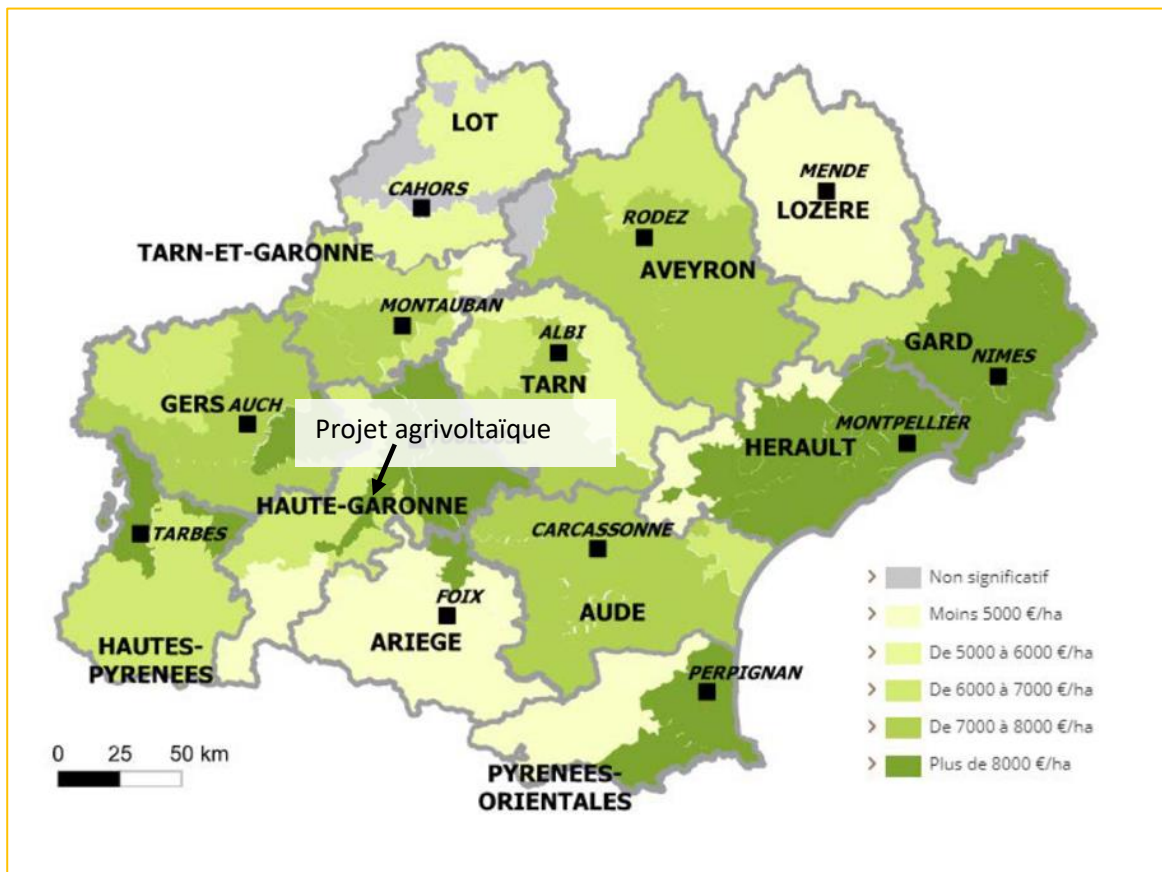 LOT
MENDE
CAHORS
LOZÈRE
RODEZ
TARN-ET-GARONNE
AVEYRON
MONTAUBAN
ALBI
GARD
NIMES
TARN
GERS AUCH
MONTPELLIER
Projet agrivoltaïque
HERAULT
HAUTE-GARONNE
CARCASSONNE
TARBES
Non significatif
FOIX
AUDE
Moins 5000 €/ha
ARIEGE
HAUTES-
PYRENEES
De 5000 à 6000 €/ha
PERPIGNAN
De 6000 à 7000 €/ha
De 7000 à 8000 €/ha
0 25 50 km
Plus de 8000 €/ha
PYRENEES-
ORIENTALES